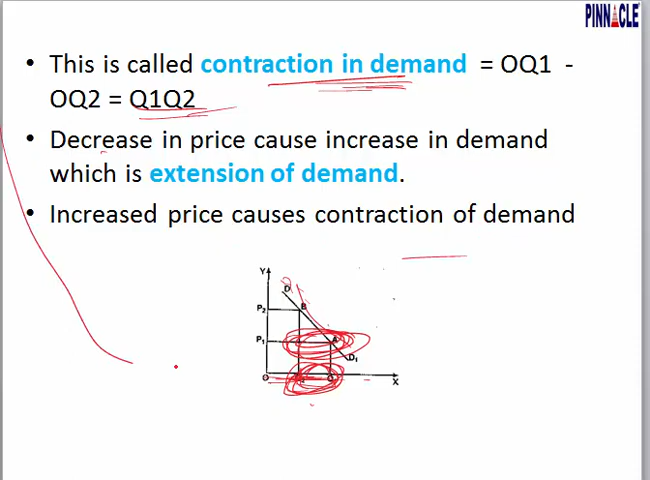 PINNACLE
• This is called contraction in demand = OQ1 -
OQ2 = Q1Q2
• Decrease in price cause increase in demand
which is extension of demand.
• Increased price causes contraction of demand
Y
D
P2 B
P1 A
D1
O X